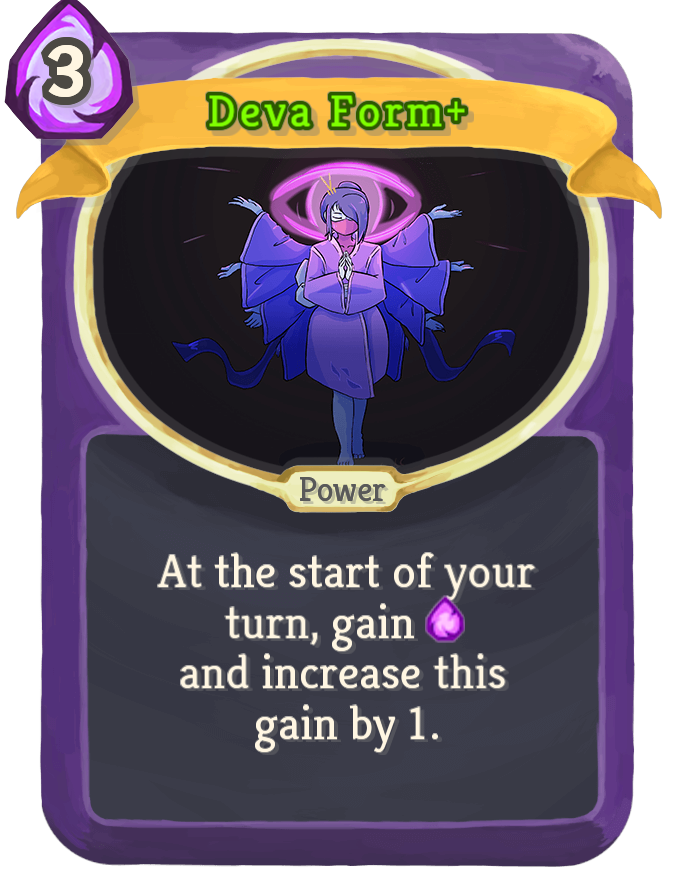 3
Deva Form+
Power
At the start of your
turn, gain
and increase this
gain by 1.